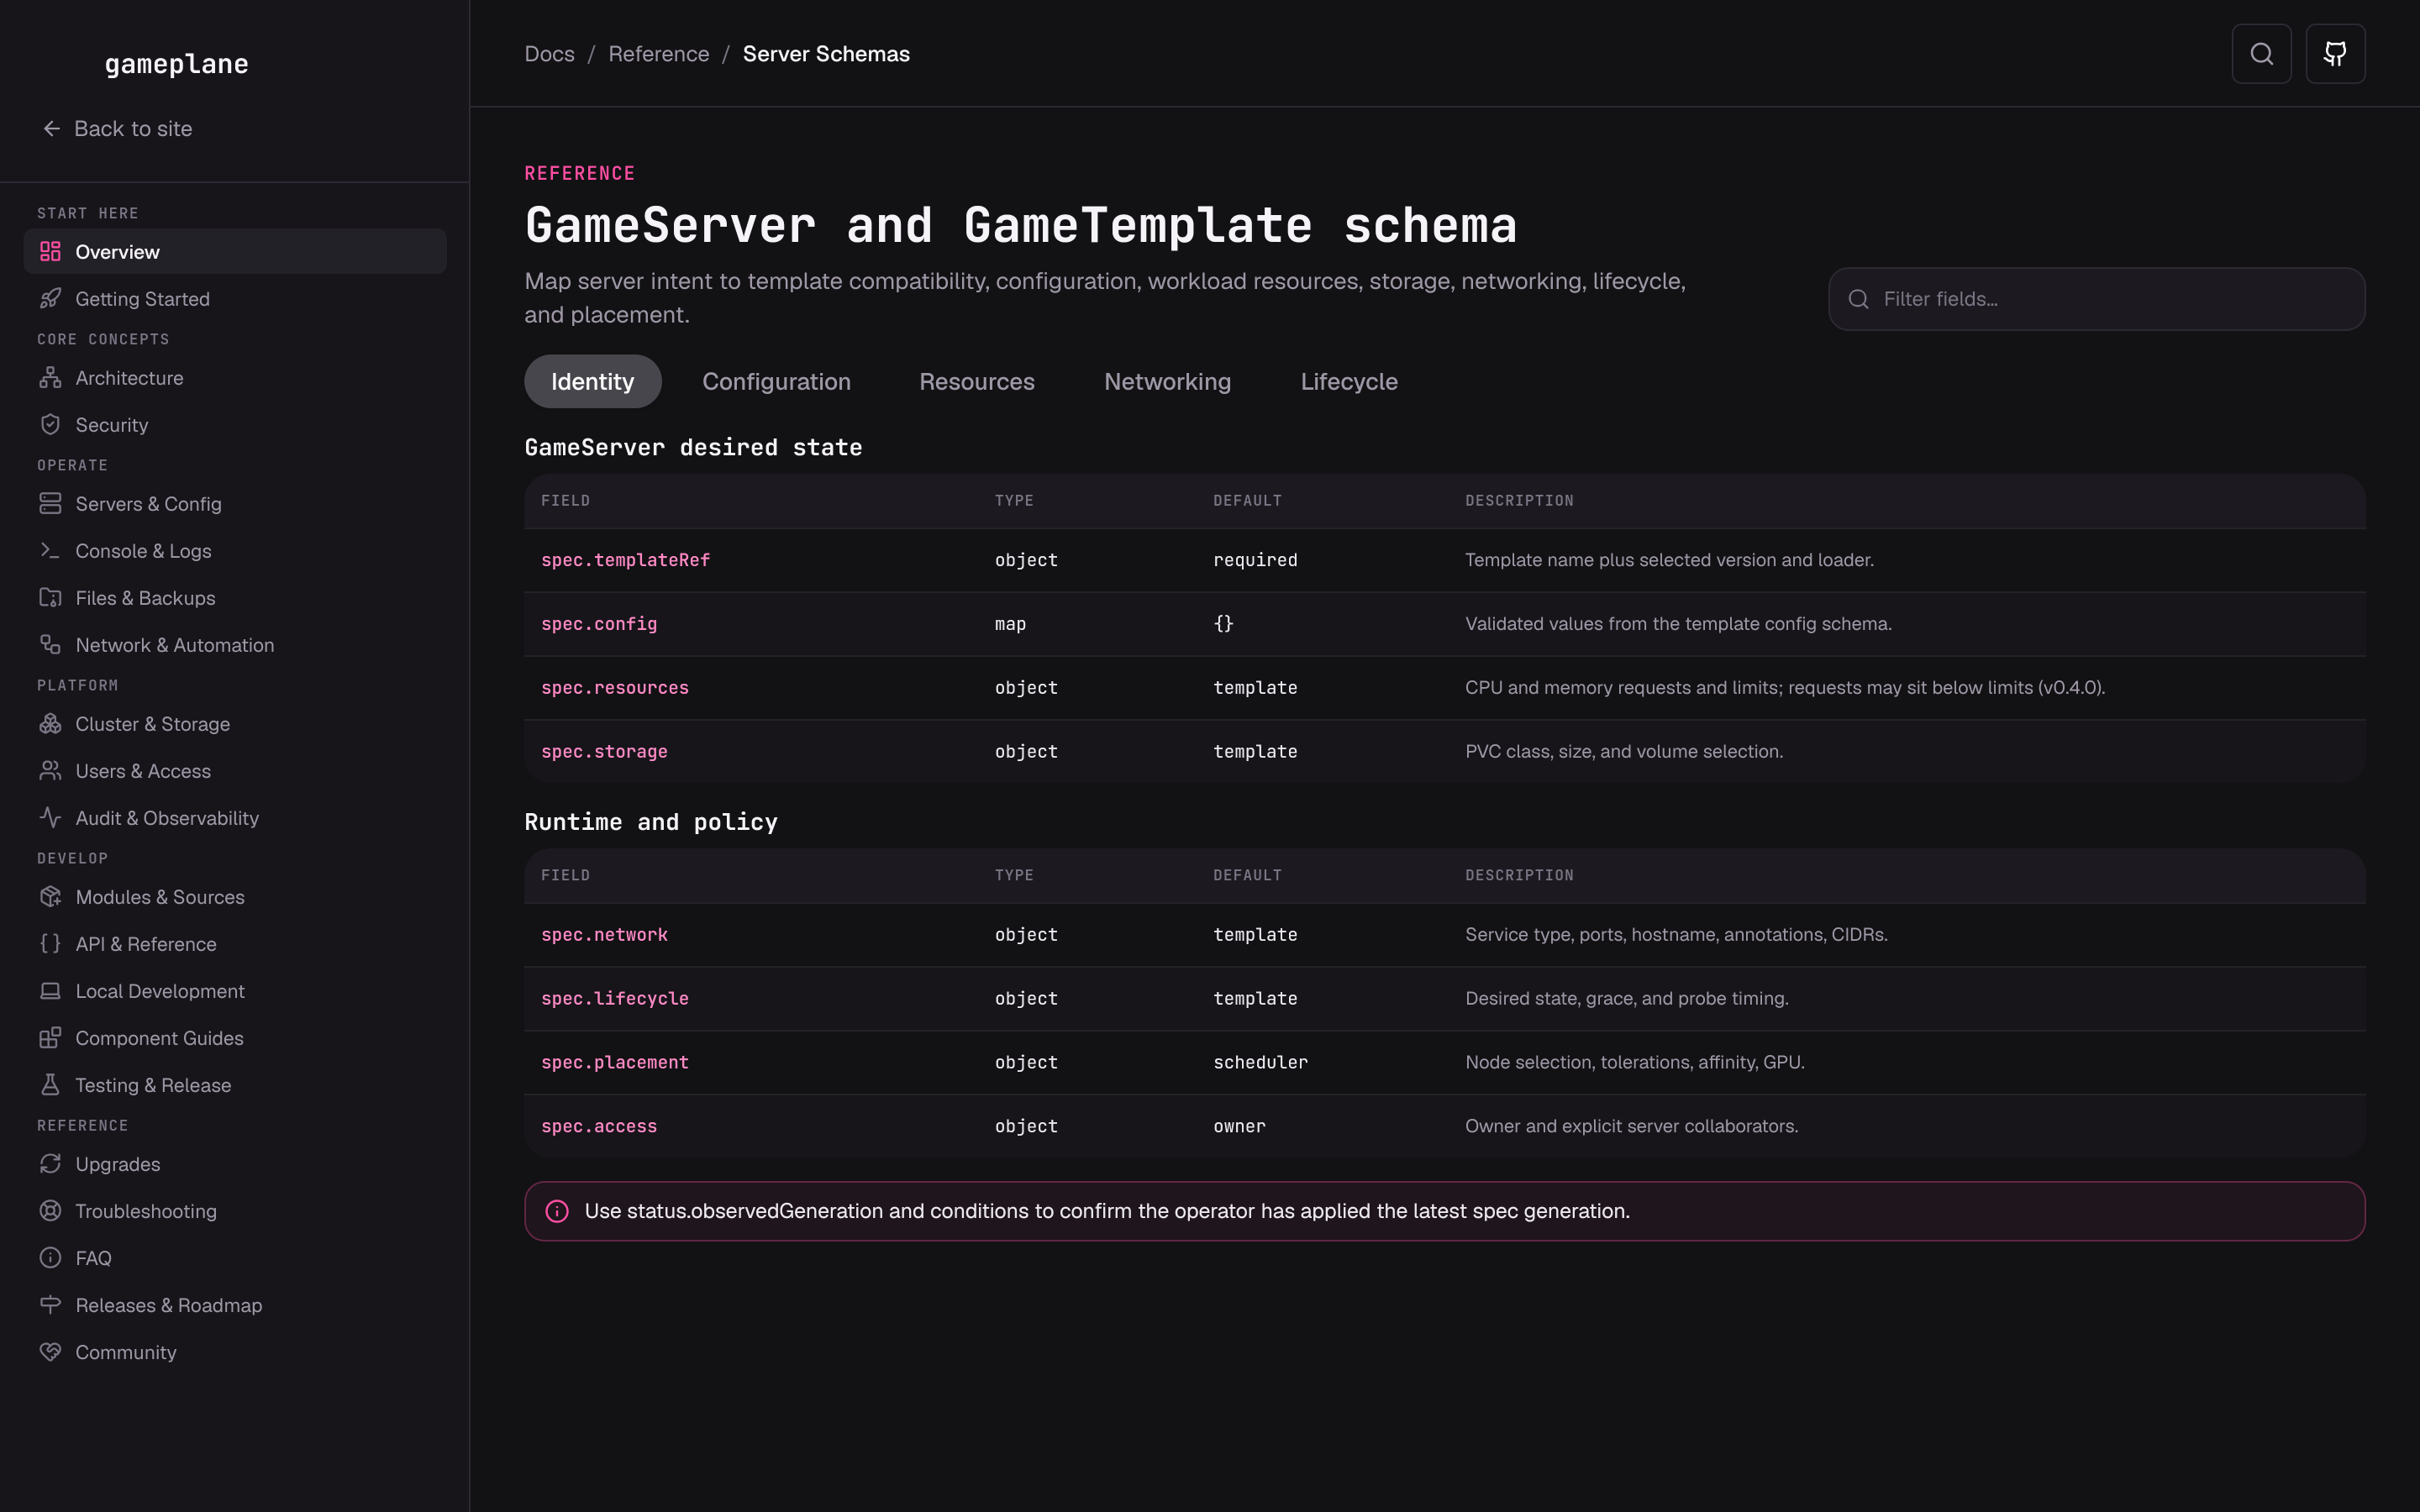 gameplane
Back to site
START HERE
Overview
Getting Started
CORE CONCEPTS
Architecture
Security
OPERATE
Servers & Config
Console & Logs
Files & Backups
Network & Automation
PLATFORM
Cluster & Storage
Users & Access
Audit & Observability
DEVELOP
Modules & Sources
API & Reference
Local Development
Component Guides
Testing & Release
REFERENCE
Upgrades
Troubleshooting
FAQ
Releases & Roadmap
Community
Docs / Reference / Server Schemas
REFERENCE
GameServer and GameTemplate schema
Map server intent to template compatibility, configuration, workload resources, storage, networking, lifecycle,
and placement.
Filter fields...
Identity Configuration Resources Networking Lifecycle
GameServer desired state
FIELD TYPE DEFAULT DESCRIPTION
spec.templateRef object required Template name plus selected version and loader.
spec.config map {} Validated values from the template config schema.
spec.resources object template CPU and memory requests and limits; requests may sit below limits (v0.4.0).
spec.storage object template PVC class, size, and volume selection.
Runtime and policy
FIELD TYPE DEFAULT DESCRIPTION
spec.network object template Service type, ports, hostname, annotations, CIDRs.
spec.lifecycle object template Desired state, grace, and probe timing.
spec.placement object scheduler Node selection, tolerations, affinity, GPU.
spec.access object owner Owner and explicit server collaborators.
Use status.observedGeneration and conditions to confirm the operator has applied the latest spec generation.